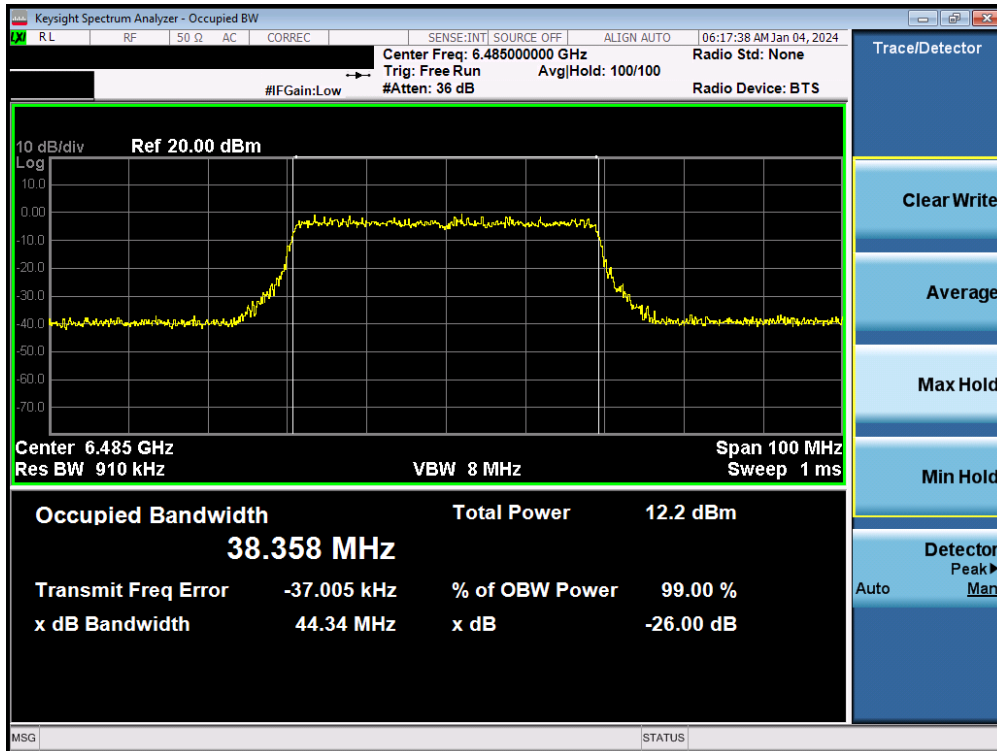 Keysight Spectrum Analyzer - Occupied BW
LXI RL RF 50 Ω AC CORREC SENSE:INT SOURCE OFF ALIGN AUTO 06:17:38 AM Jan 04, 2024
Center Freq: 6.485000000 GHz Radio Std: None
Trig: Free Run Avg|Hold: 100/100
#IFGain:Low #Atten: 36 dB Radio Device: BTS
10 dB/div Ref 20.00 dBm
Log
10.0
0.00
-10.0
-20.0
-30.0
-40.0
-50.0
-60.0
-70.0
Center 6.485 GHz Span 100 MHz
Res BW 910 kHz VBW 8 MHz Sweep 1 ms
Occupied Bandwidth Total Power 12.2 dBm
38.358 MHz
Transmit Freq Error -37.005 kHz % of OBW Power 99.00 %
x dB Bandwidth 44.34 MHz x dB -26.00 dB
MSG STATUS
Trace/Detector
Clear Write
Average
Max Hold
Min Hold
Detector
Peak
Auto Man